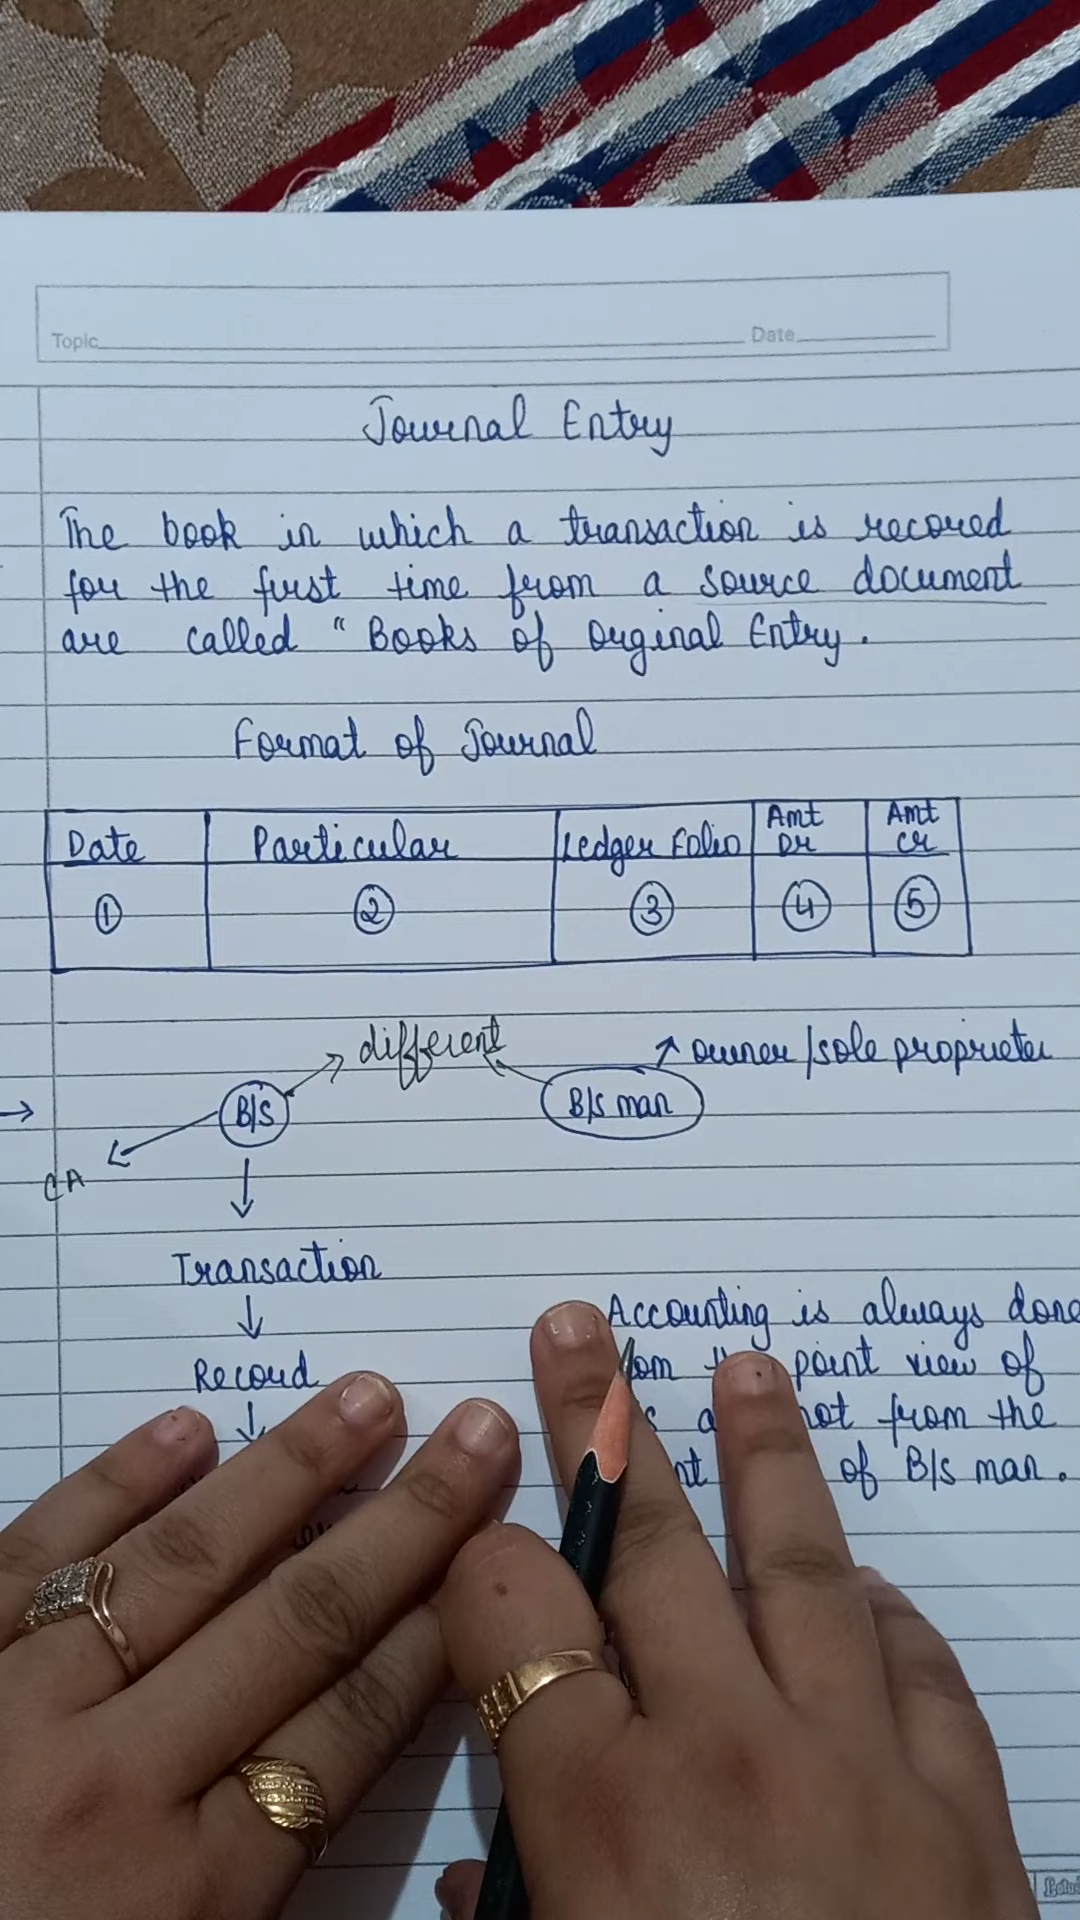 Topic Date
Journal Entry
The book in which a transaction is recored
for the first time from a source document
are called "Books of Orginal Entry.
Format of Journal
Date Particular Ledger Folio Amt Dr Amt Cr
1 2 3 4 5
different
owner/sole proprieter
B/S B/s man
CA
Transaction
Accounting is always done
Record point view of
not from the
of B/s man.